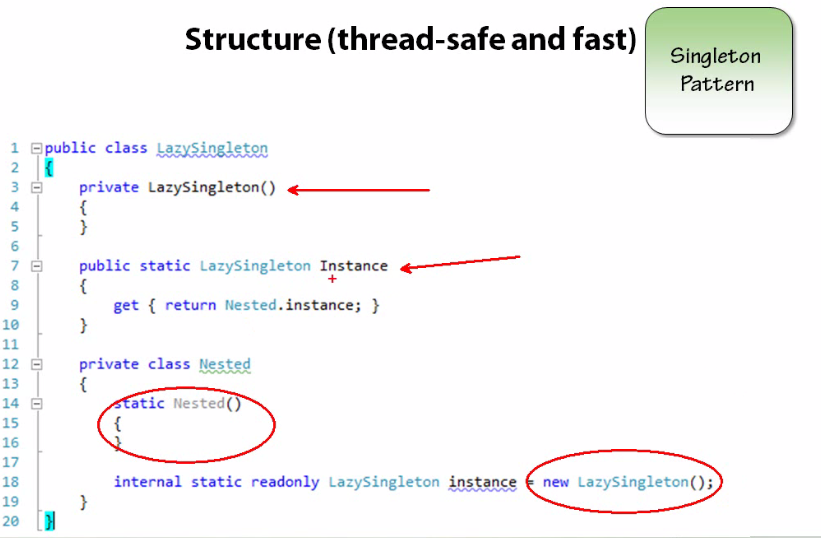 Structure (thread-safe and fast)
Singleton
Pattern
1 public class LazySingleton
2 {
3 private LazySingleton()
4 {
5 }
6
7 public static LazySingleton Instance
8 {
9 get { return Nested.instance; }
10 }
11
12 private class Nested
13 {
14 static Nested()
15 {
16 }
17
18 internal static readonly LazySingleton instance = new LazySingleton();
19 }
20 }